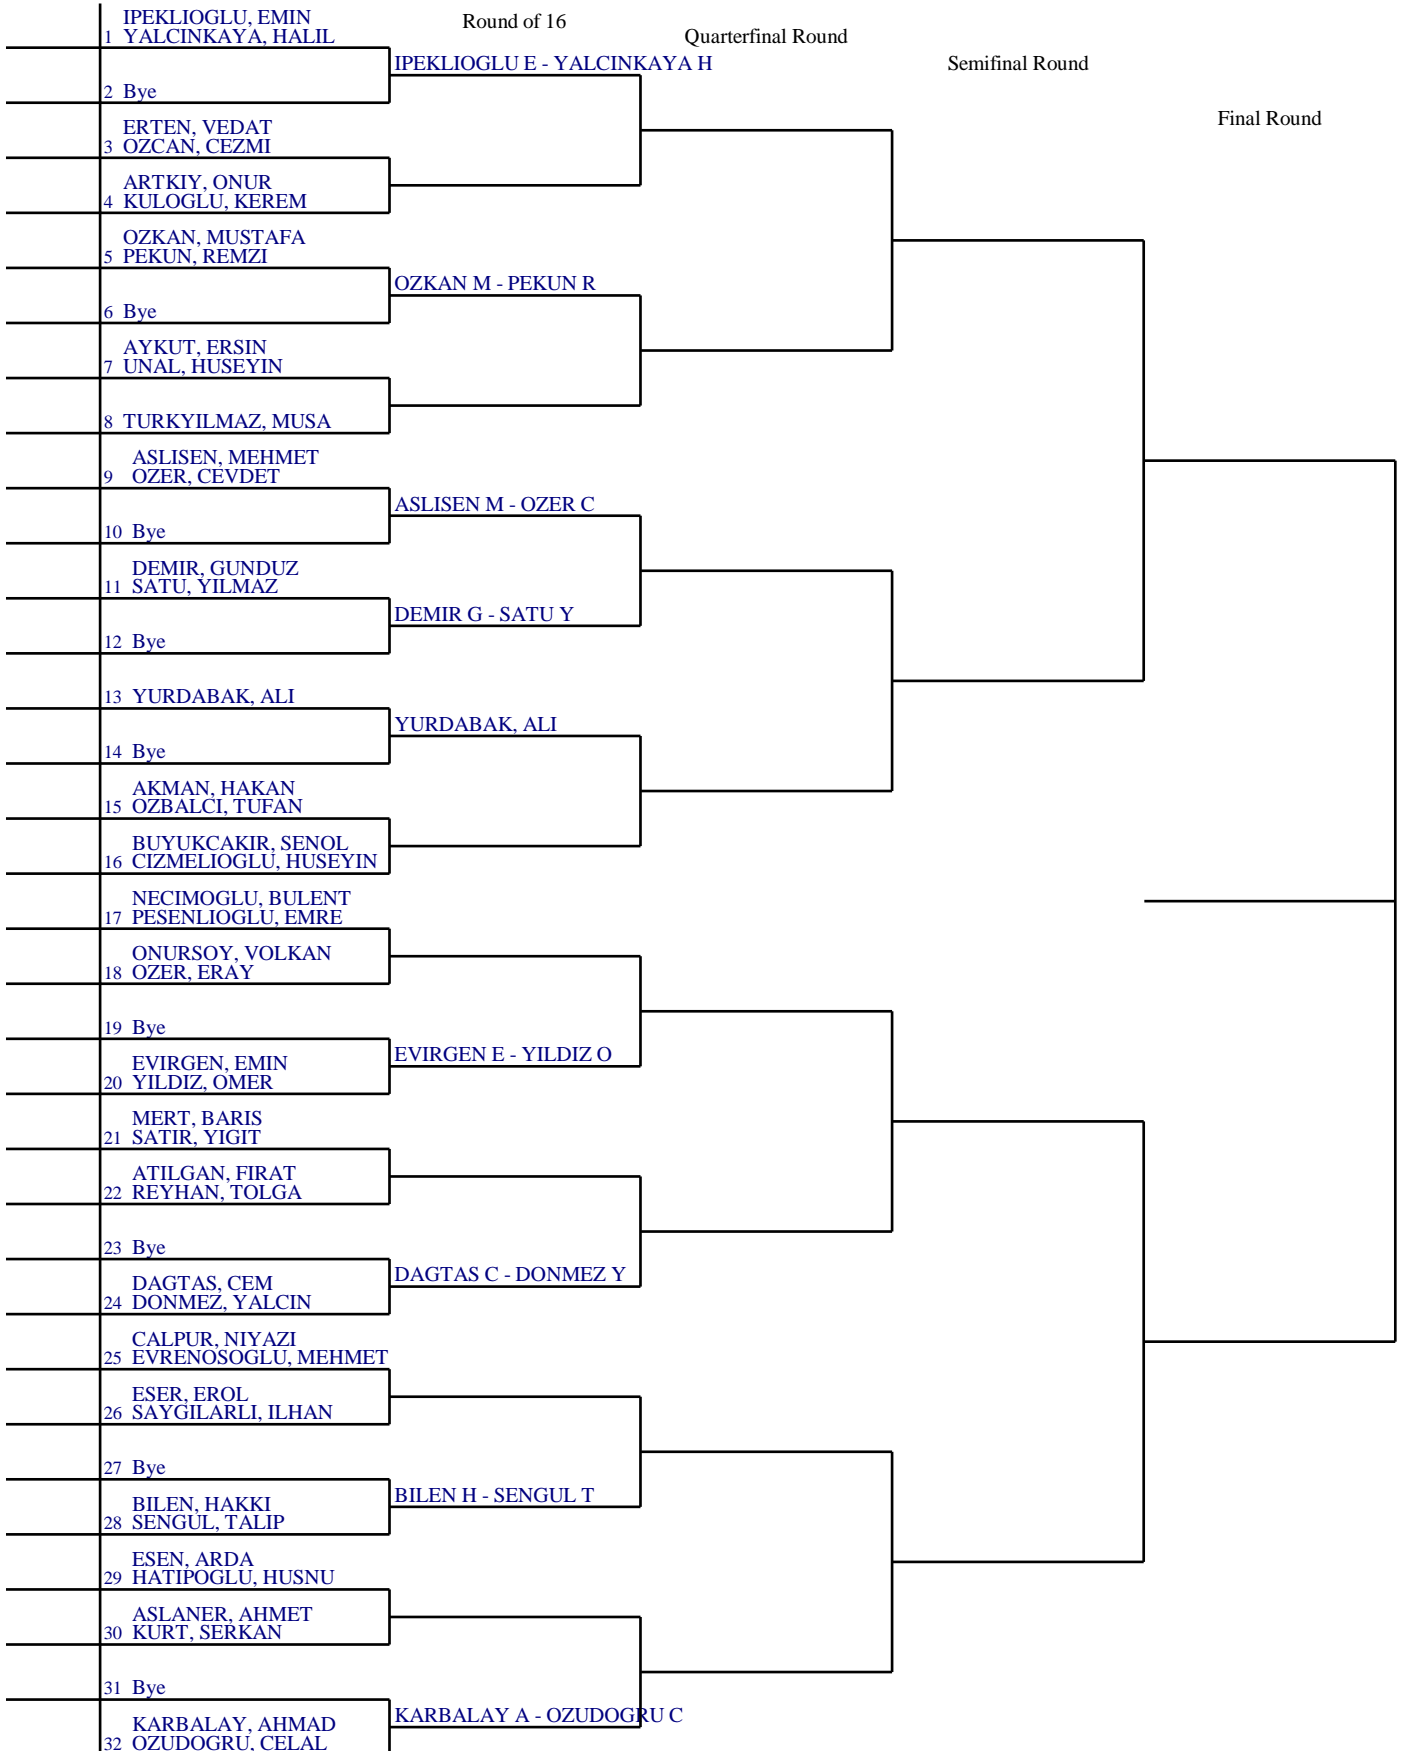 IPEKLIOGLU, EMIN
1 YALCINKAYA, HALIL
Round of 16
Quarterfinal Round
Semifinal Round
Final Round
IPEKLIOGLU E - YALCINKAYA H
2 Bye
ERTEN, VEDAT
3 OZCAN, CEZMI
ARTKIY, ONUR
4 KULOGLU, KEREM
OZKAN, MUSTAFA
5 PEKUN, REMZI
OZKAN M - PEKUN R
6 Bye
AYKUT, ERSIN
7 UNAL, HUSEYIN
8 TURKYILMAZ, MUSA
ASLISEN, MEHMET
9 OZER, CEVDET
ASLISEN M - OZER C
10 Bye
DEMIR, GUNDUZ
11 SATU, YILMAZ
DEMIR G - SATU Y
12 Bye
13 YURDABAK, ALI
YURDABAK, ALI
14 Bye
AKMAN, HAKAN
15 OZBALCI, TUFAN
BUYUKCAKIR, SENOL
16 CIZMELIOGLU, HUSEYIN
NECIMOGLU, BULENT
17 PESENLIOGLU, EMRE
ONURSOY, VOLKAN
18 OZER, ERAY
19 Bye
EVIRGEN E - YILDIZ O
EVIRGEN, EMIN
20 YILDIZ, OMER
MERT, BARIS
21 SATIR, YIGIT
ATILGAN, FIRAT
22 REYHAN, TOLGA
23 Bye
DAGTAS C - DONMEZ Y
DAGTAS, CEM
24 DONMEZ, YALCIN
CALPUR, NIYAZI
25 EVRENOSOGLU, MEHMET
ESER, EROL
26 SAYGILARLI, ILHAN
27 Bye
BILEN H - SENGUL T
BILEN, HAKKI
28 SENGUL, TALIP
ESEN, ARDA
29 HATIPOGLU, HUSNU
ASLANER, AHMET
30 KURT, SERKAN
31 Bye
KARBALAY A - OZUDOGRU C
KARBALAY, AHMAD
32 OZUDOGRU, CELAL